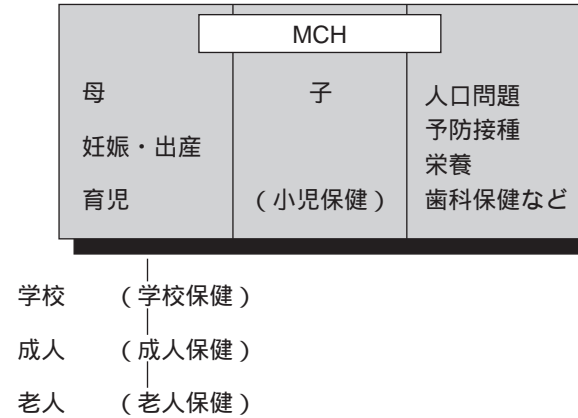 MCH
母
妊娠・出産
育児
子
（小児保健）
人口問題
予防接種
栄養
歯科保健など
学校 （学校保健）
成人 （成人保健）
老人 （老人保健）